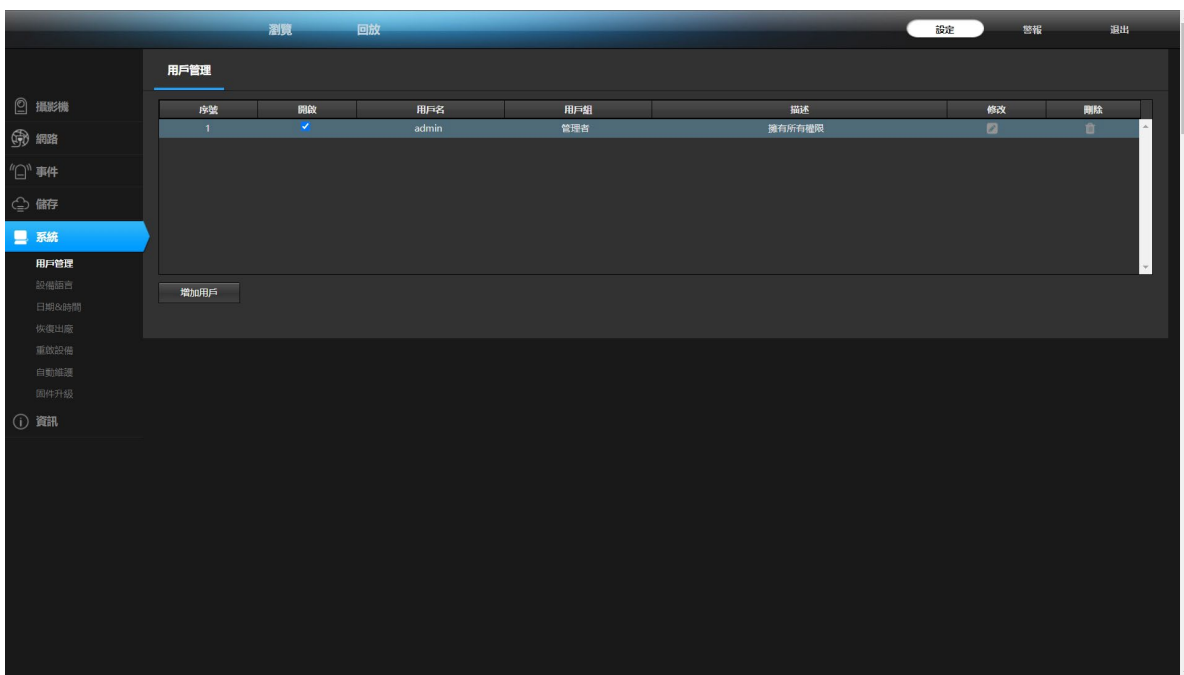 瀏覽 回放 設定 警報 退出
用戶管理
攝影機
網路
事件
儲存
系統
用戶管理
設備語言
日期&時間
恢復出廠
重啟設備
自動維護
固件升級
資訊
序號 開啟 用戶名 用戶組 描述 修改 刪除
1 admin 管理者 擁有所有權限
增加用戶